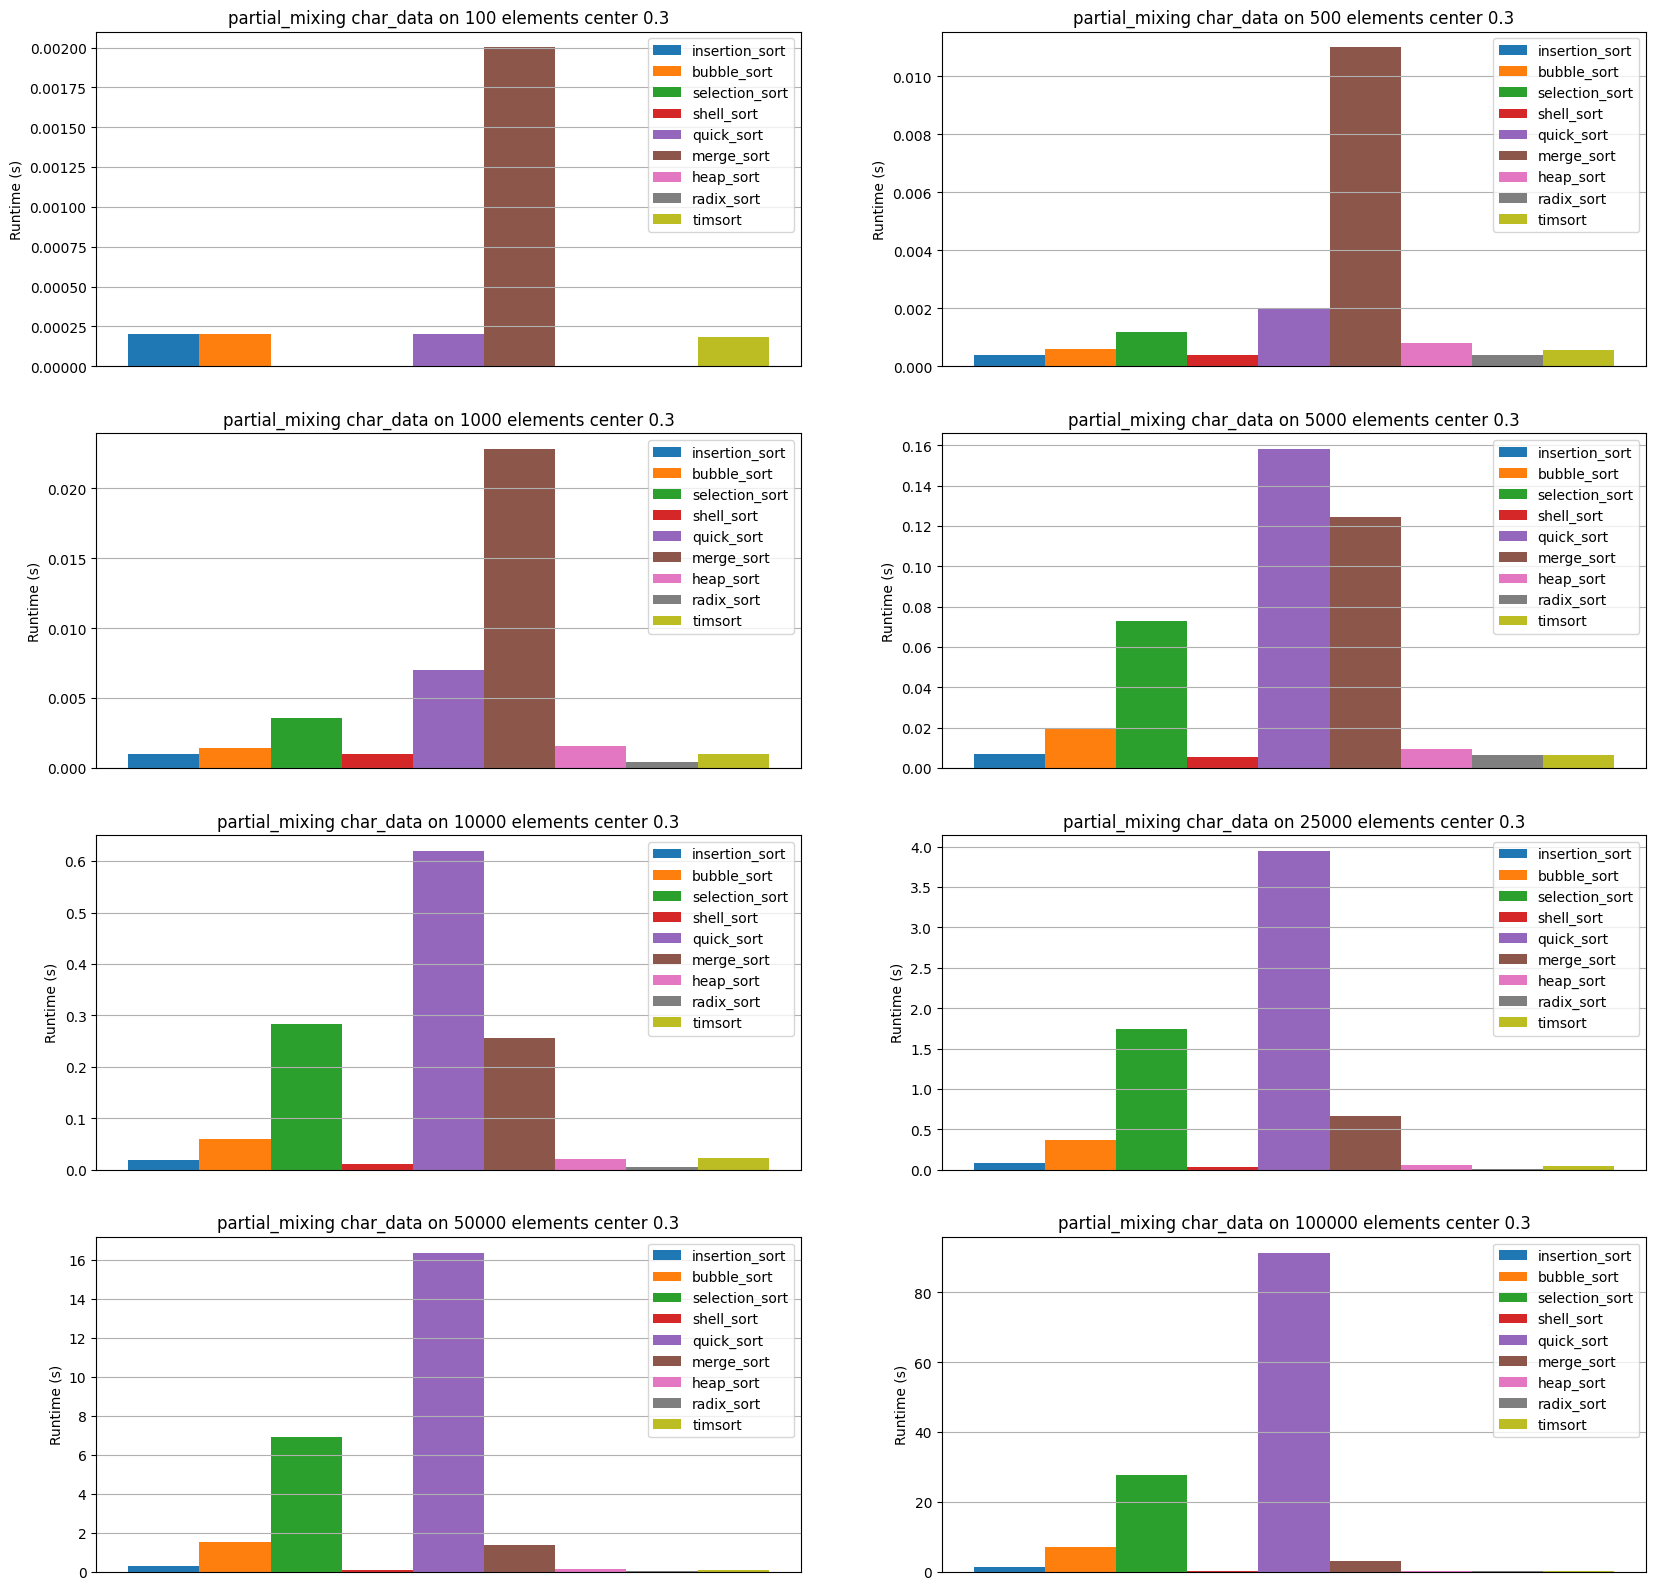 partial_mixing char_data on 100 elements center 0.3
Runtime (s)
0.00200
0.00175
0.00150
0.00125
0.00100
0.00075
0.00050
0.00025
0.00000
insertion_sort
bubble_sort
selection_sort
shell_sort
quick_sort
merge_sort
heap_sort
radix_sort
timsort
partial_mixing char_data on 500 elements center 0.3
Runtime (s)
0.010
0.008
0.006
0.004
0.002
0.000
insertion_sort
bubble_sort
selection_sort
shell_sort
quick_sort
merge_sort
heap_sort
radix_sort
timsort
partial_mixing char_data on 1000 elements center 0.3
Runtime (s)
0.020
0.015
0.010
0.005
0.000
insertion_sort
bubble_sort
selection_sort
shell_sort
quick_sort
merge_sort
heap_sort
radix_sort
timsort
partial_mixing char_data on 5000 elements center 0.3
Runtime (s)
0.16
0.14
0.12
0.10
0.08
0.06
0.04
0.02
0.00
insertion_sort
bubble_sort
selection_sort
shell_sort
quick_sort
merge_sort
heap_sort
radix_sort
timsort
partial_mixing char_data on 10000 elements center 0.3
Runtime (s)
0.6
0.5
0.4
0.3
0.2
0.1
0.0
insertion_sort
bubble_sort
selection_sort
shell_sort
quick_sort
merge_sort
heap_sort
radix_sort
timsort
partial_mixing char_data on 25000 elements center 0.3
Runtime (s)
4.0
3.5
3.0
2.5
2.0
1.5
1.0
0.5
0.0
insertion_sort
bubble_sort
selection_sort
shell_sort
quick_sort
merge_sort
heap_sort
radix_sort
timsort
partial_mixing char_data on 50000 elements center 0.3
Runtime (s)
16
14
12
10
8
6
4
2
0
insertion_sort
bubble_sort
selection_sort
shell_sort
quick_sort
merge_sort
heap_sort
radix_sort
timsort
partial_mixing char_data on 100000 elements center 0.3
Runtime (s)
80
60
40
20
0
insertion_sort
bubble_sort
selection_sort
shell_sort
quick_sort
merge_sort
heap_sort
radix_sort
timsort